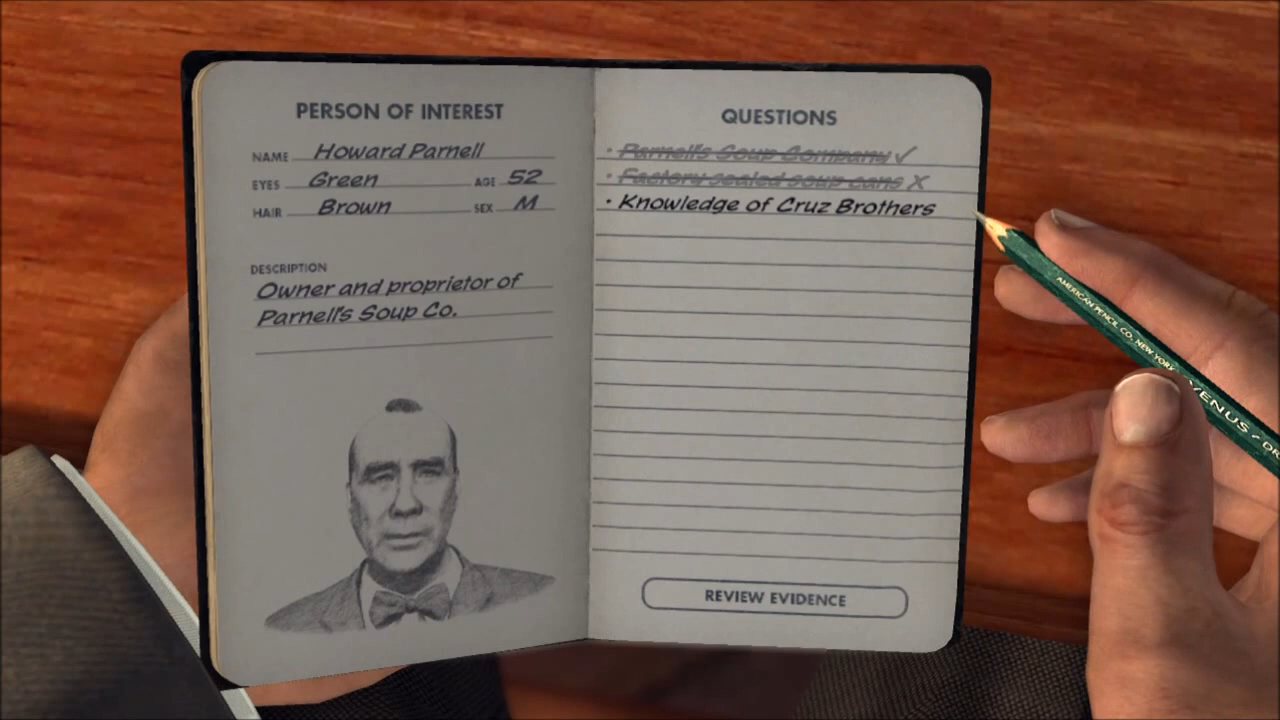 PERSON OF INTEREST
NAME Howard Parnell
EYES Green AGE 52
HAIR Brown SEX M
DESCRIPTION
Owner and proprietor of
Parnell's Soup Co.
QUESTIONS
· Parnell's Soup Company ✓
· Factory sealed soup cans X
· Knowledge of Cruz Brothers
REVIEW EVIDENCE
AMERICAN PENCIL CO. NEW YORK
VENUS